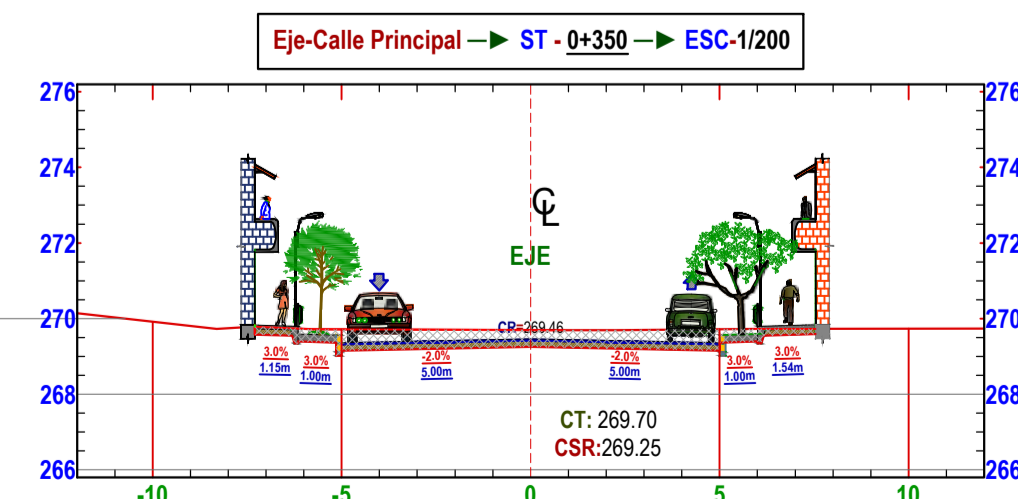 Eje-Calle Principal ST - 0+350 ESC-1/200
276 276
274 274
272 272
270 270
268 268
266 266
CL
EJE
CR=269.46
3.0% 3.0% -2.0% -2.0% 3.0% 3.0%
1.15m 1.00m 5.00m 5.00m 1.00m 1.54m
CT: 269.70
CSR:269.25
-10 -5 0 5 10